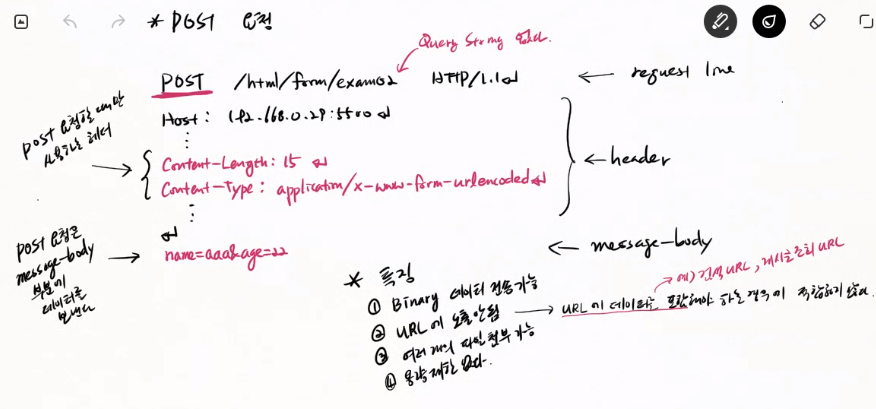 * POST 요청
Query String 없음.
POST /html/form/exam02 HTTP/1.1↵ ← request line
Host: 192.168.0.29:5500 ↵
POST 요청할 때만
사용하는 헤더
Content-Length: 15 ↵
← header
Content-Type: application/x-www-form-urlencoded↵
↵
POST 요청은
message-body
부분에
데이터를
보낸다
name=aaa&age=22
← message-body
* 특징
예) 검색 URL, 게시글 조회 URL
① Binary 데이터 전송 가능
② URL에 노출 안됨 → URL에 데이터를 포함해야 하는 경우에 적합하지 않다.
③ 여러 개의 파일 첨부 가능
④ 용량 제한 없다.